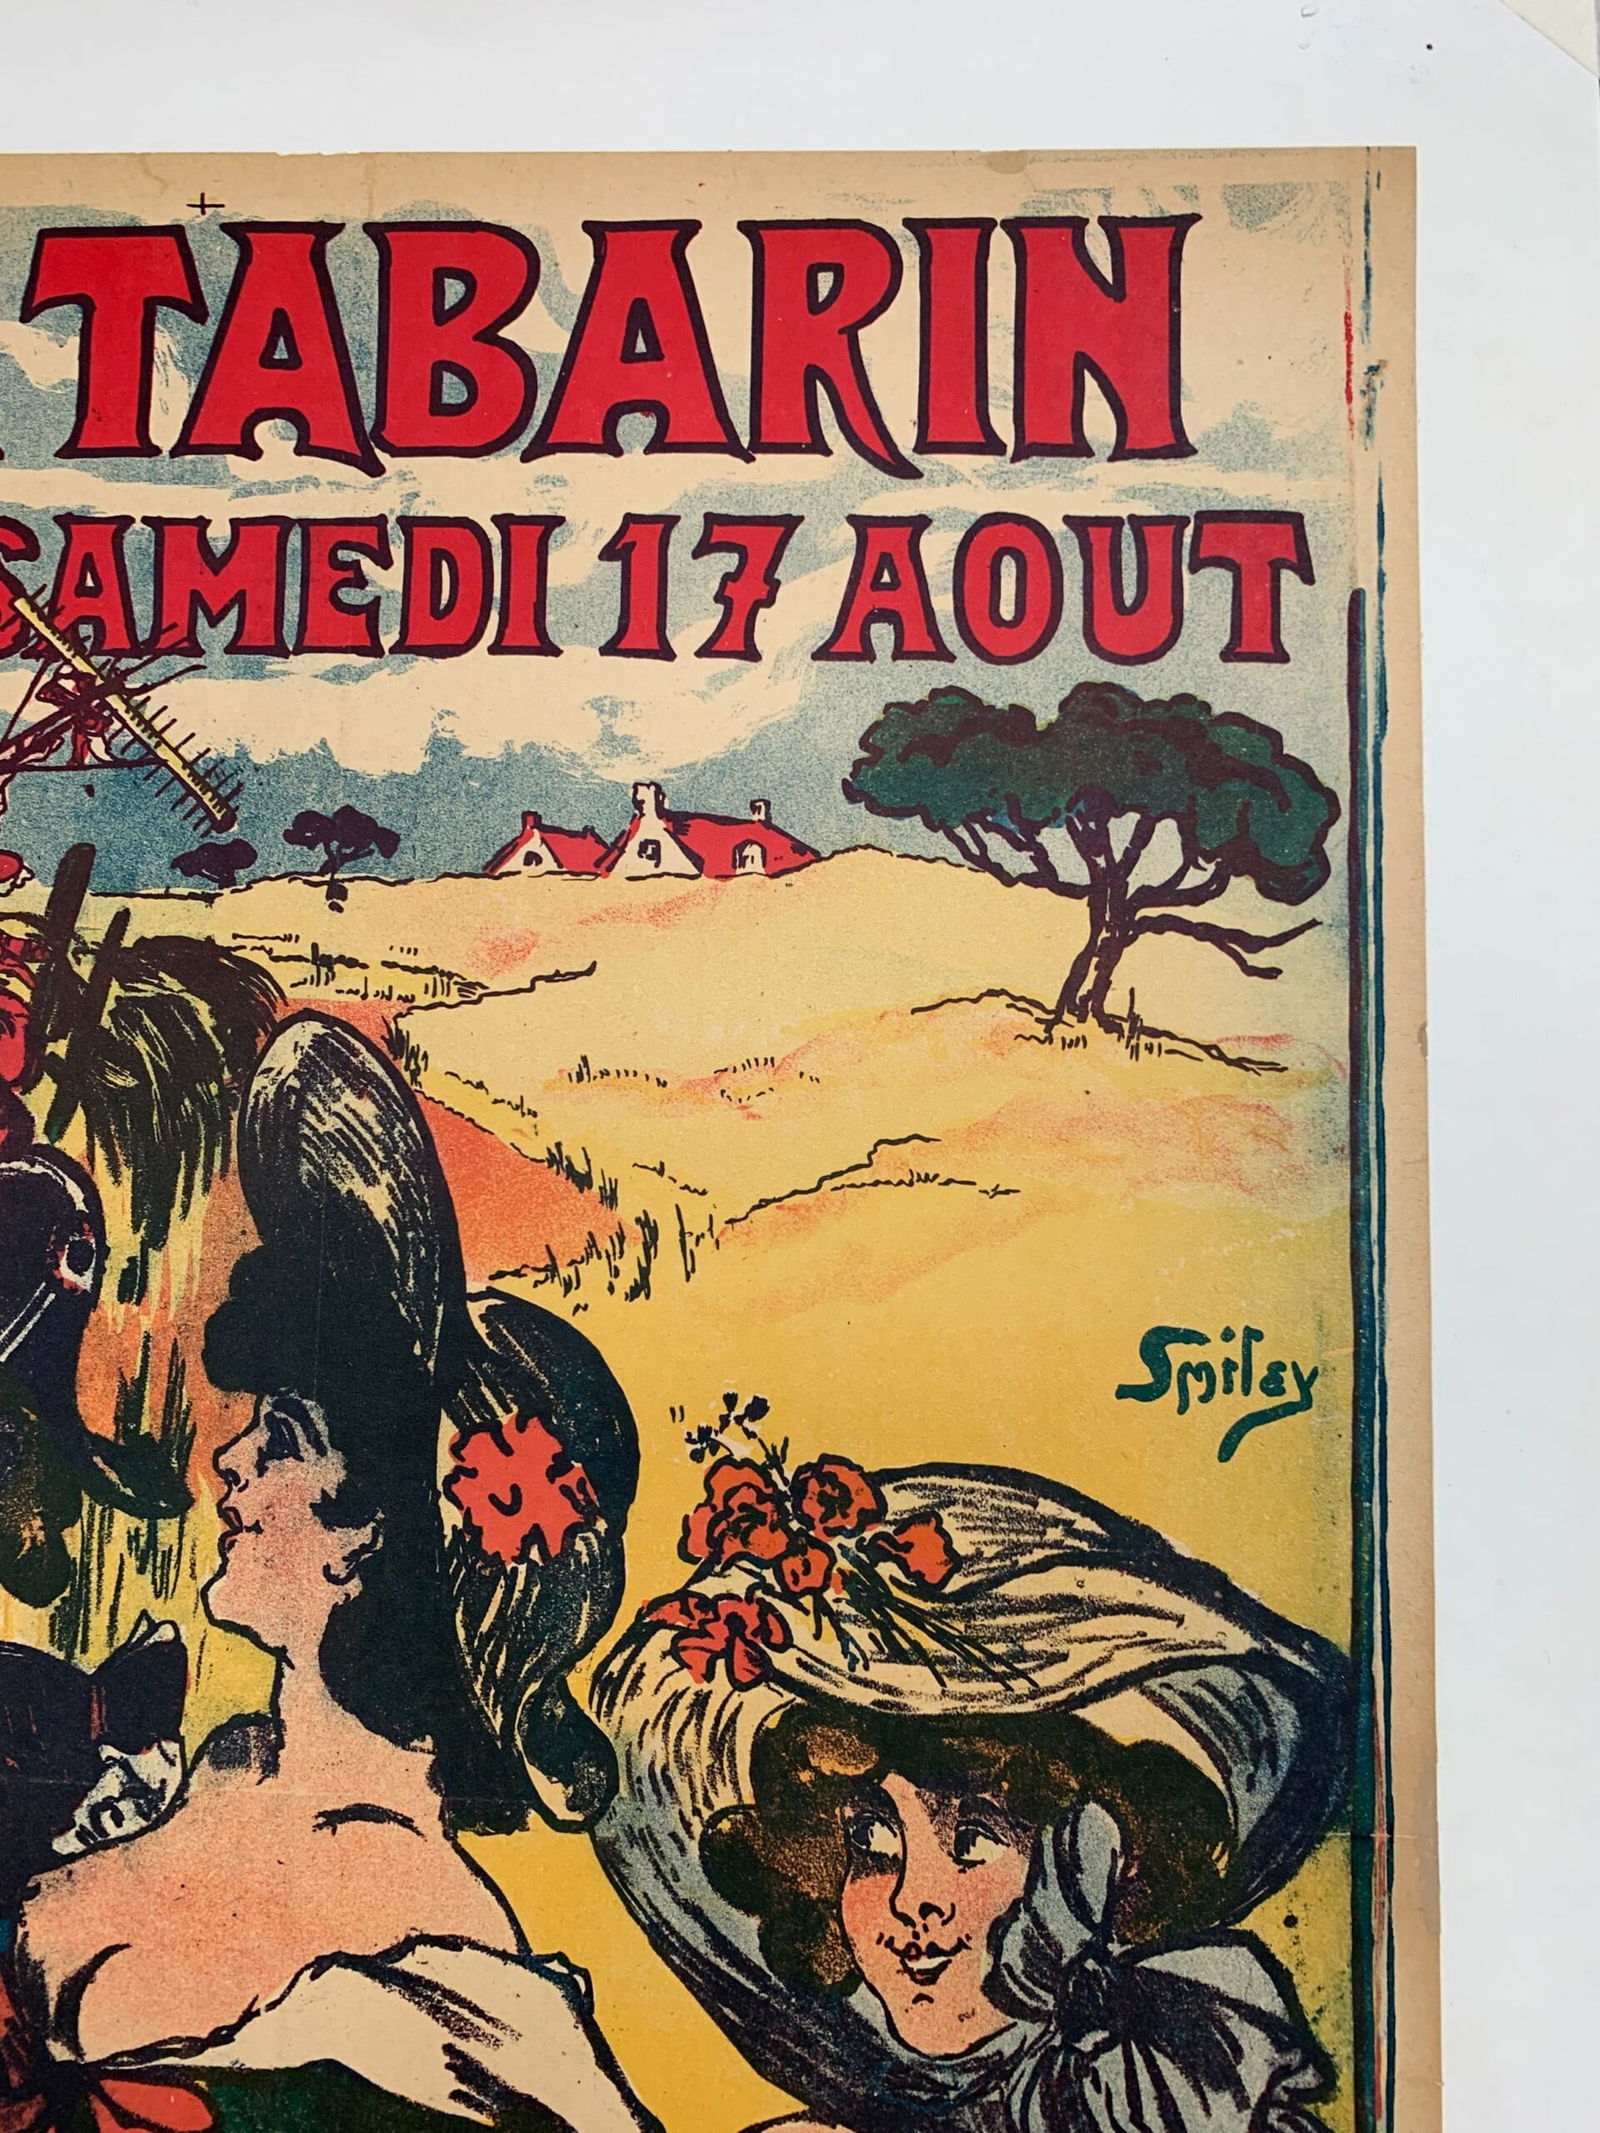 TABARIN
SAMEDI 17 AOUT
Smiley